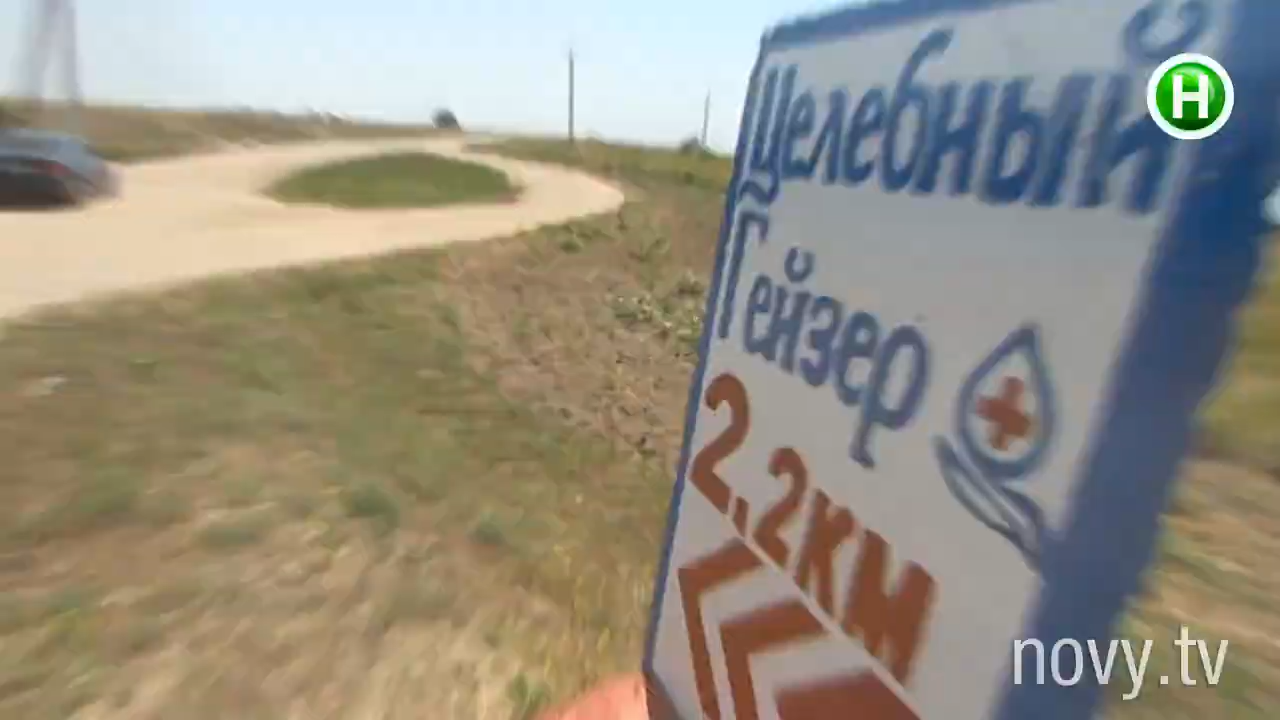 Целебный
Гейзер
2,2км
Н
novy.tv